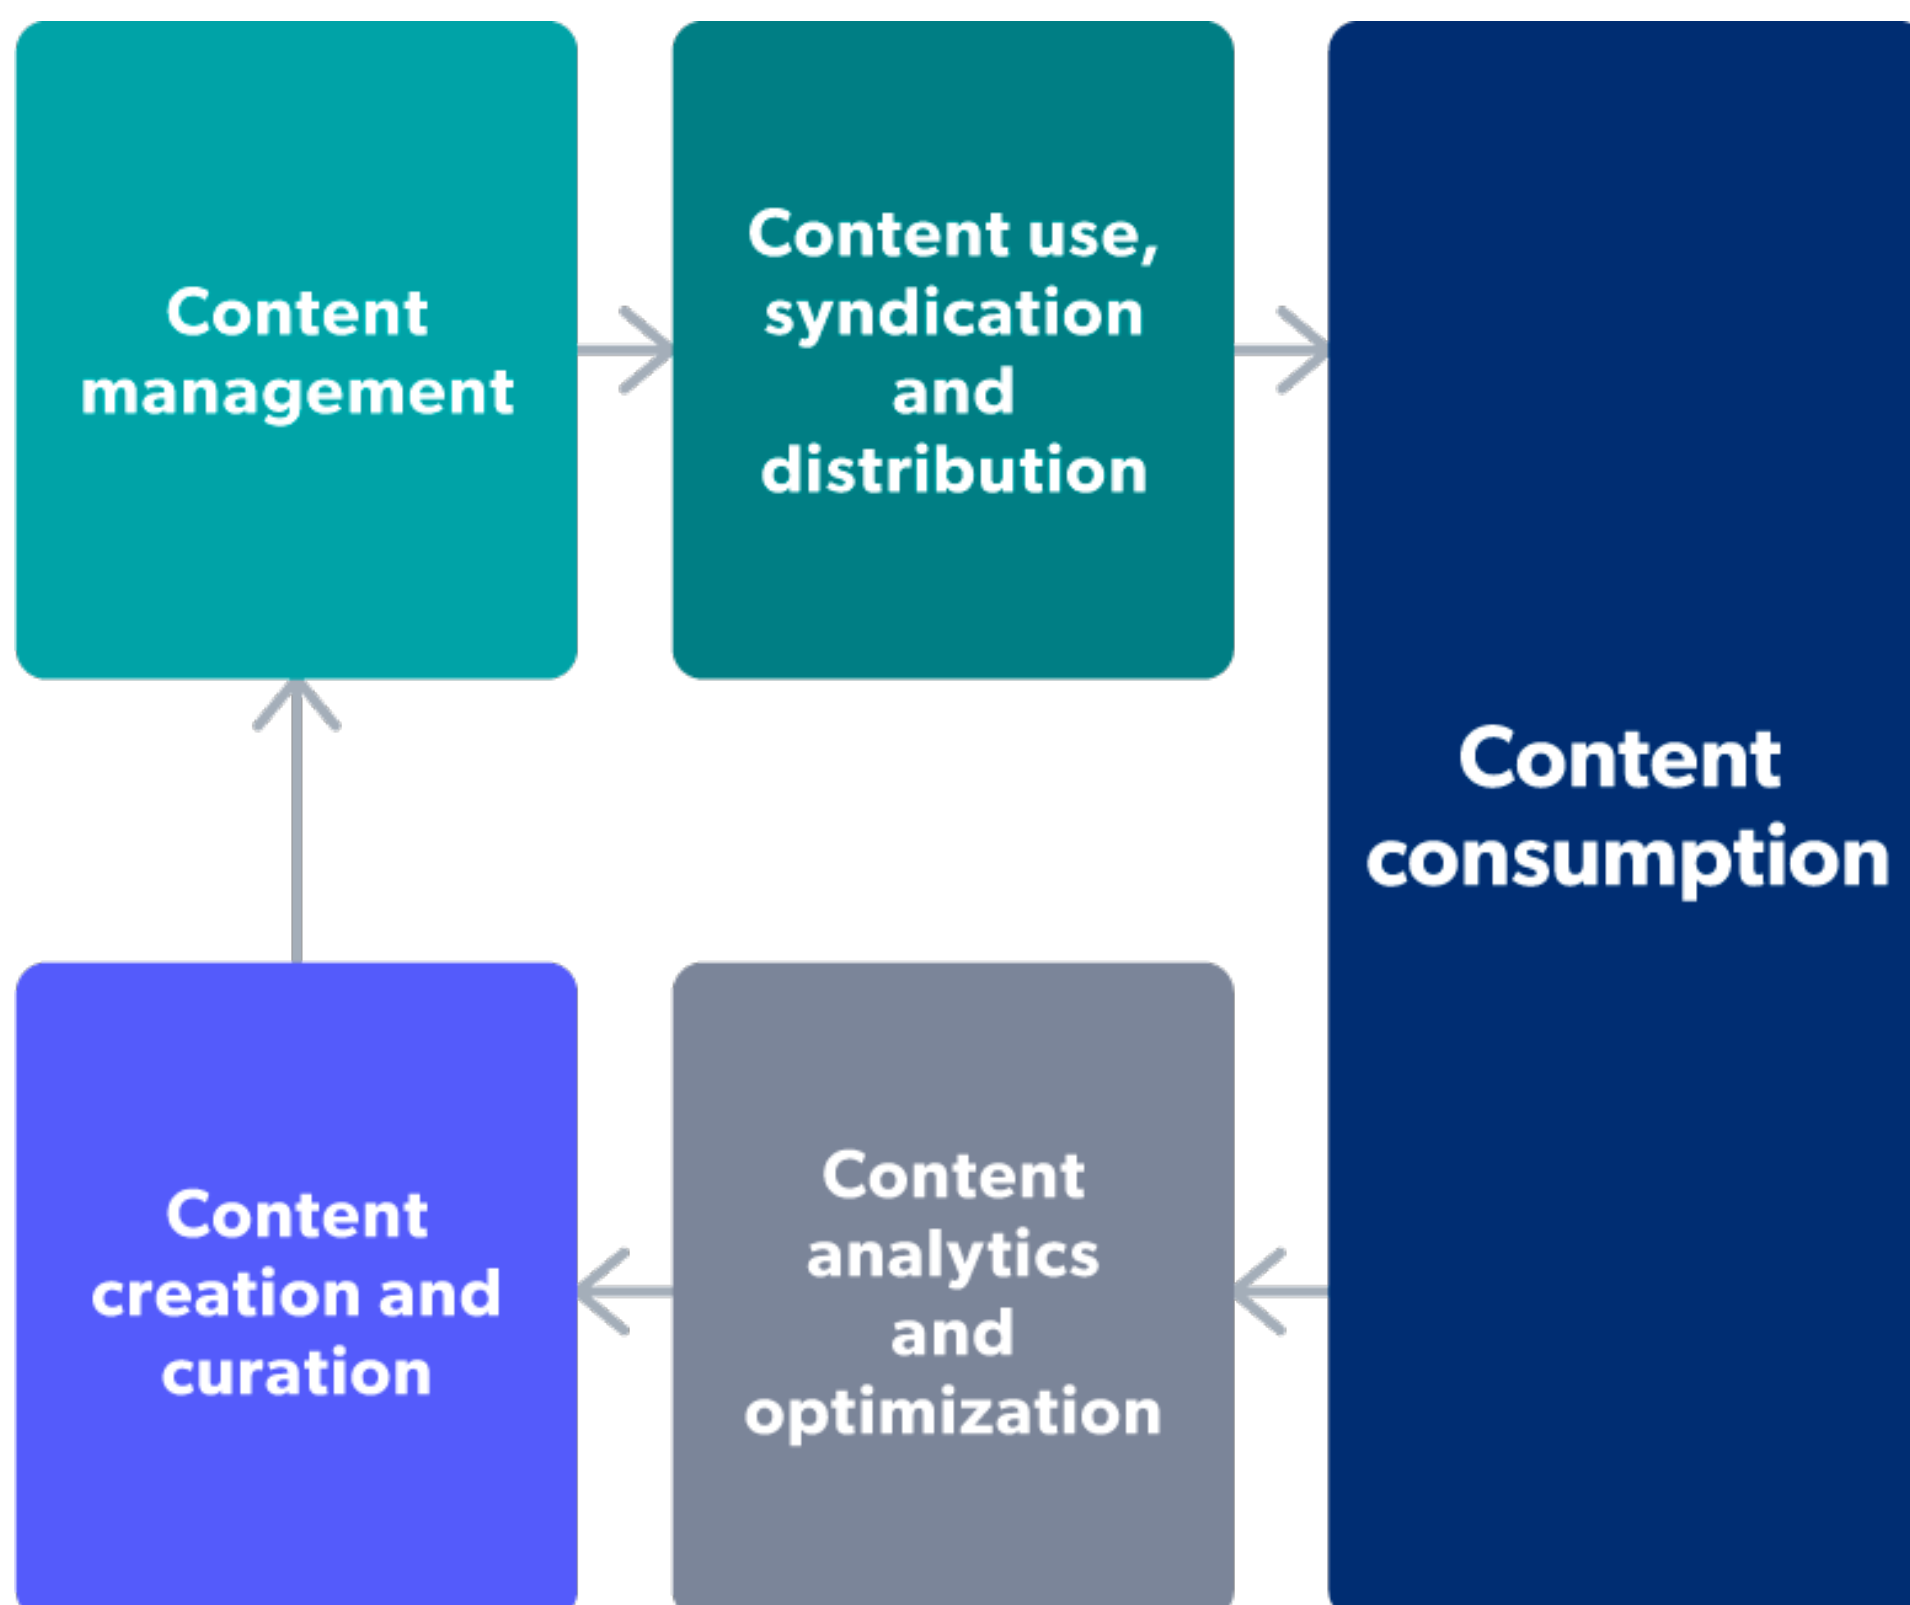 Content
management
Content use,
syndication
and
distribution
Content
consumption
Content
creation and
curation
Content
analytics
and
optimization